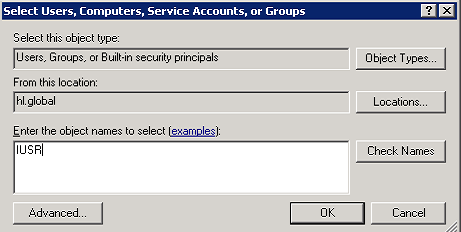 Select Users, Computers, Service Accounts, or Groups
Select this object type:
Users, Groups, or Built-in security principals
Object Types...
From this location:
hl.global
Locations...
Enter the object names to select (examples):
IUSR
Check Names
Advanced...
OK
Cancel